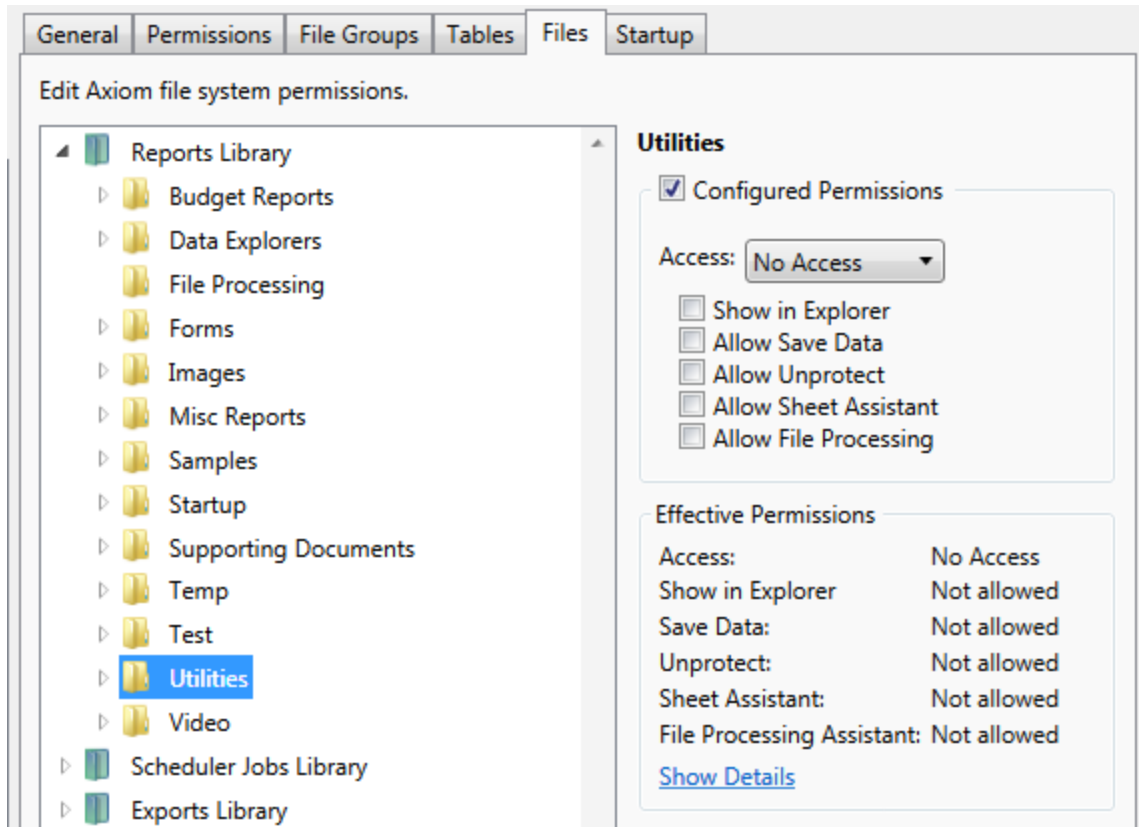 General Permissions File Groups Tables Files Startup
Edit Axiom file system permissions.
Reports Library
Budget Reports
Data Explorers
File Processing
Forms
Images
Misc Reports
Samples
Startup
Supporting Documents
Temp
Test
Utilities
Video
Scheduler Jobs Library
Exports Library
Utilities
Configured Permissions
Access: No Access
Show in Explorer
Allow Save Data
Allow Unprotect
Allow Sheet Assistant
Allow File Processing
Effective Permissions
Access: No Access
Show in Explorer Not allowed
Save Data: Not allowed
Unprotect: Not allowed
Sheet Assistant: Not allowed
File Processing Assistant: Not allowed
Show Details